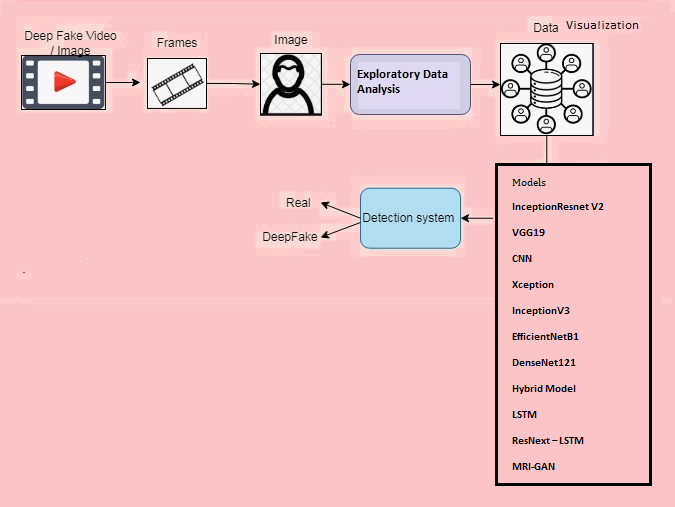 Deep Fake Video
/ Image
Frames
Image
Exploratory Data
Analysis
Data Visualization
Models
InceptionResnet V2
VGG19
CNN
Xception
InceptionV3
EfficientNetB1
DenseNet121
Hybrid Model
LSTM
ResNext – LSTM
MRI-GAN
Detection system
Real
DeepFake